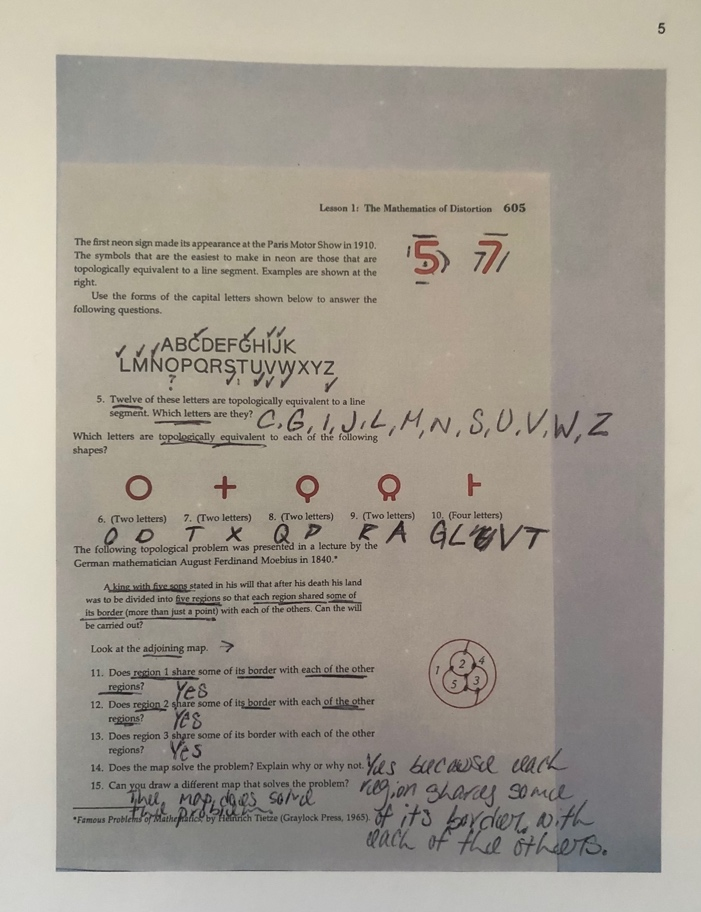 5
Lesson 1: The Mathematics of Distortion 605
The first neon sign made its appearance at the Paris Motor Show in 1910.
The symbols that are the easiest to make in neon are those that are
topologically equivalent to a line segment. Examples are shown at the
right.
5 7
Use the forms of the capital letters shown below to answer the
following questions.
ABCDEFGHIJK
LMNOPQRSTUVWXYZ
?
5. Twelve of these letters are topologically equivalent to a line
segment. Which letters are they? C, G, I, J, L, M, N, S, U, V, W, Z
Which letters are topologically equivalent to each of the following
shapes?
6. (Two letters) 7. (Two letters) 8. (Two letters) 9. (Two letters) 10. (Four letters)
O D T X Q P R A G L V T
The following topological problem was presented in a lecture by the
German mathematician August Ferdinand Moebius in 1840.*
A king with five sons stated in his will that after his death his land
was to be divided into five regions so that each region shared some of
its border (more than just a point) with each of the others. Can the will
be carried out?
Look at the adjoining map. →
11. Does region 1 share some of its border with each of the other
regions? Yes
1 2 4 5 3
12. Does region 2 share some of its border with each of the other
regions? Yes
13. Does region 3 share some of its border with each of the other
regions? Yes
14. Does the map solve the problem? Explain why or why not. Yes because each
15. Can you draw a different map that solves the problem? region shares some
The map does solve
the problem.
*Famous Problems of Mathematics, by Heinrich Tietze (Graylock Press, 1965). of its border with
each of the others.